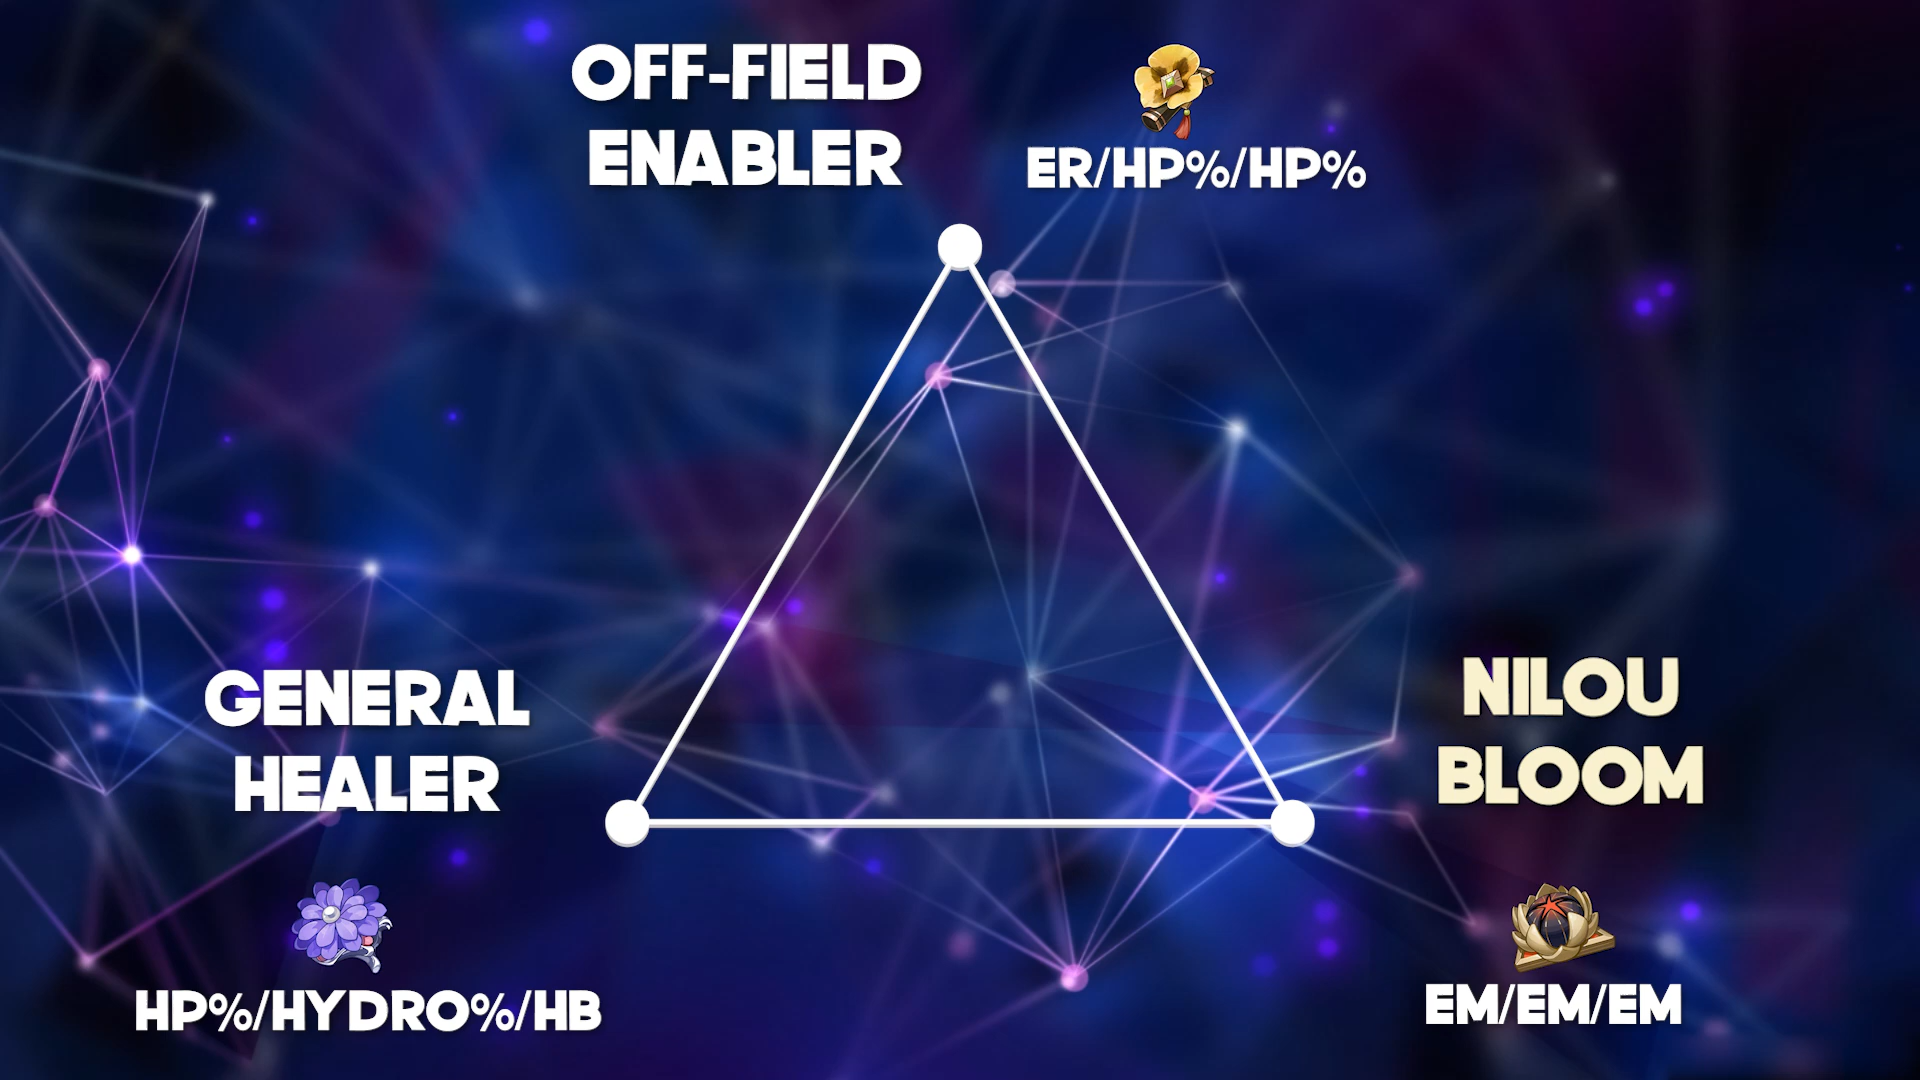 OFF-FIELD
ENABLER
ER/HP%/HP%
GENERAL
HEALER
HP%/HYDRO%/HB
NILOU
BLOOM
EM/EM/EM